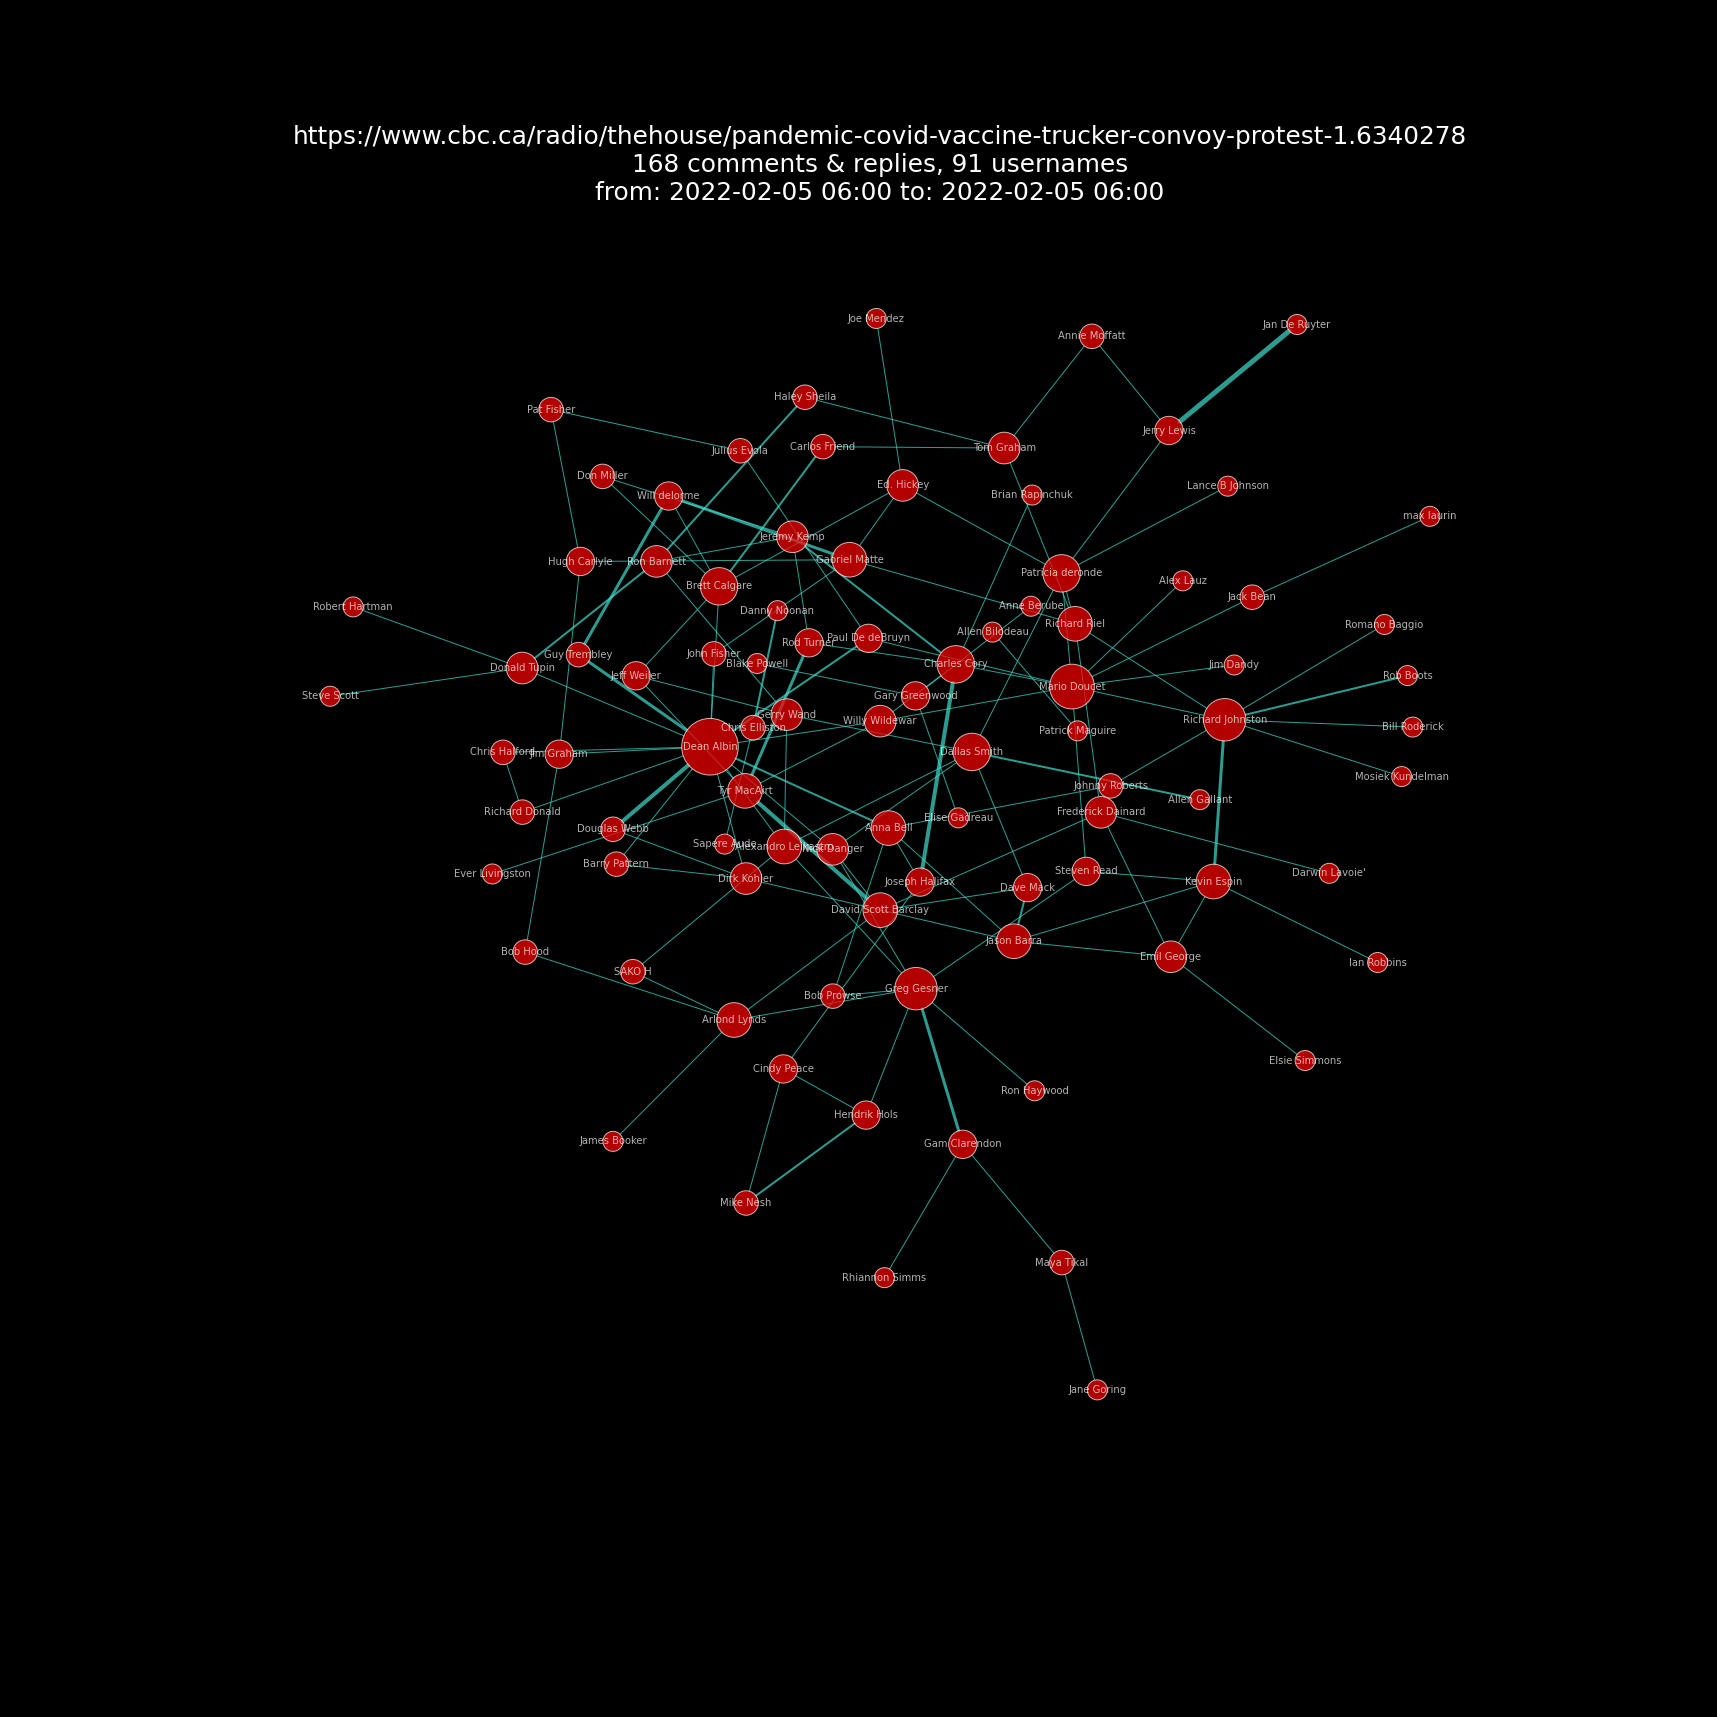 https://www.cbc.ca/radio/thehouse/pandemic-covid-vaccine-trucker-convoy-protest-1.6340278
168 comments & replies, 91 usernames
from: 2022-02-05 06:00 to: 2022-02-05 06:00
Joe Mendez
Jan De Ruyter
Annie Moffatt
Haley Sheila
Pat Fisher
Jerry Lewis
Carlos Friend
Tom Graham
Julius Evola
Don Miller
Ed. Hickey
Lance B Johnson
Will delorme
Brian Rapinchuk
max laurin
Jeremy Kemp
Gabriel Matte
Hugh Carlyle
Ron Barnett
Patricia deronde
Alex Lauz
Brett Calgare
Jack Bean
Robert Hartman
Anne Berube
Danny Noonan
Richard Riel
Romano Baggio
Allen Bilodeau
Paul De deBruyn
Rod Turner
Guy Trembley
John Fisher
Blake Powell
Charles Cory
Jim Dandy
Donald Tupin
Jeff Weiler
Rob Boots
Mario Doucet
Steve Scott
Gary Greenwood
Gerry Wand
Willy Wildewar
Richard Johnston
Chris Elliston
Patrick Maguire
Bill Roderick
Dean Albin
Chris Halford
Jim Graham
Dallas Smith
Mosiek Kundelman
Johnny Roberts
Tyr MacAirt
Allen Gallant
Richard Donald
Frederick Dainard
Elise Gadreau
Douglas Webb
Anna Bell
Sapere Aude
Nick Danger
Barry Pattern
Steven Read
Ever Livingston
Darwin Lavoie'
Dirk Kohler
Joseph Halifax
Kevin Espin
Dave Mack
David Scott Barclay
Jason Barra
Bob Hood
Emil George
Ian Robbins
SAKO H
Greg Gesner
Bob Prowse
Arlond Lynds
Elsie Simmons
Cindy Peace
Ron Haywood
Hendrik Hols
James Booker
Gam Clarendon
Mike Nesh
Maya Tikal
Rhiannon Simms
Jane Goring